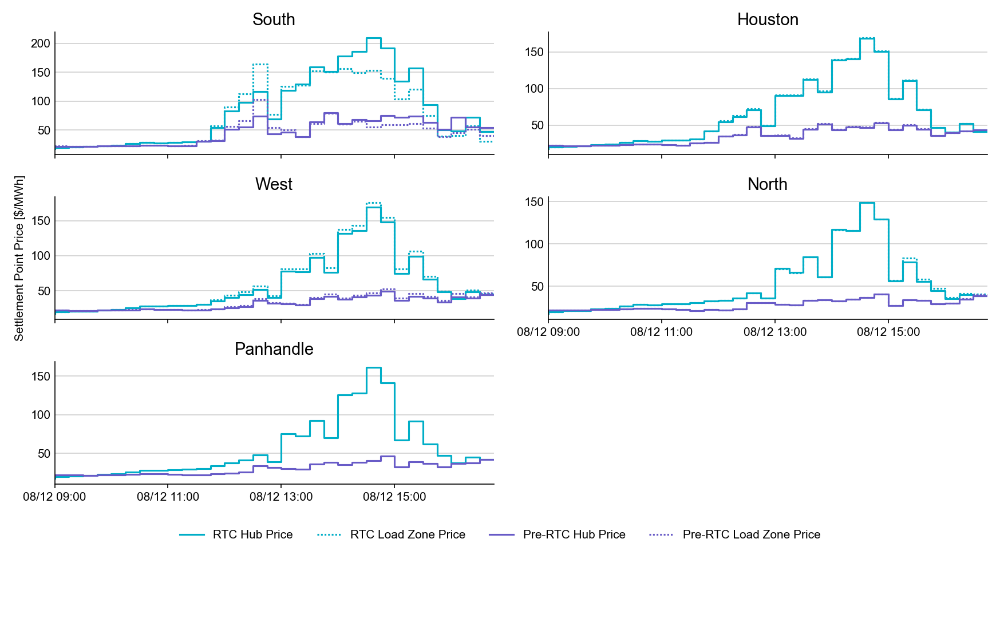 South
Houston
200
150
100
50
150
100
50
Settlement Point Price [$/MWh]
West
North
150
100
50
150
100
50
08/12 09:00 08/12 11:00 08/12 13:00 08/12 15:00
Panhandle
150
100
50
08/12 09:00 08/12 11:00 08/12 13:00 08/12 15:00
RTC Hub Price RTC Load Zone Price Pre-RTC Hub Price Pre-RTC Load Zone Price